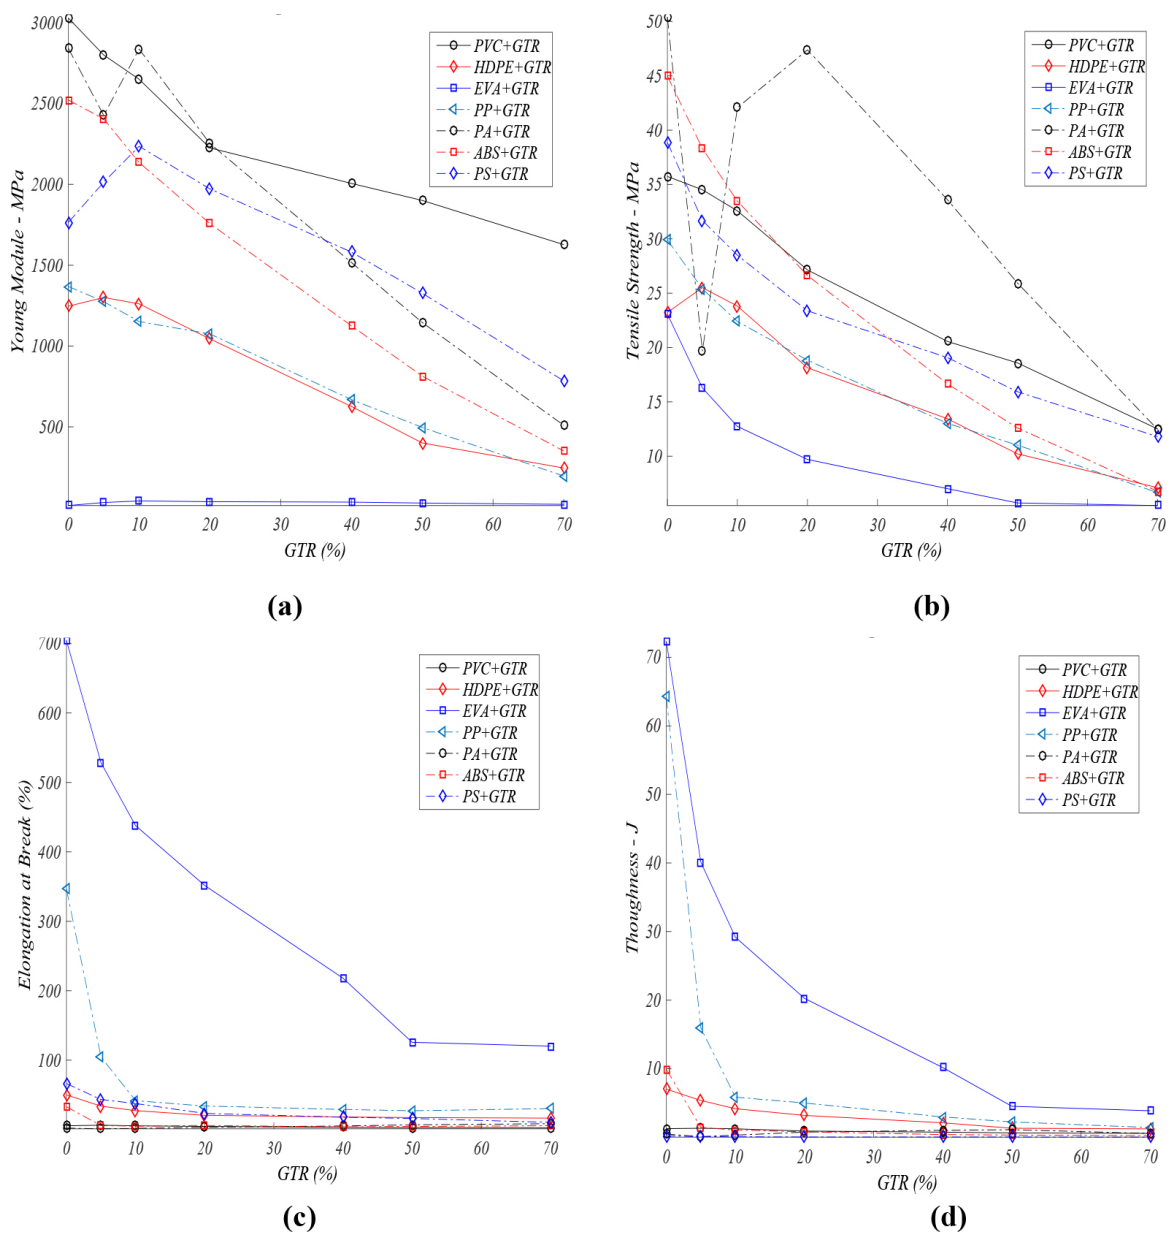 3000
2500
2000
1500
1000
500
0
10
20
30
40
50
60
70
Young Module - MPa
GTR (%)
PVC+GTR
HDPE+GTR
EVA+GTR
PP+GTR
PA+GTR
ABS+GTR
PS+GTR
(a)
50
45
40
35
30
25
20
15
10
0
10
20
30
40
50
60
70
Tensile Strength - MPa
GTR (%)
PVC+GTR
HDPE+GTR
EVA+GTR
PP+GTR
PA+GTR
ABS+GTR
PS+GTR
(b)
700
600
500
400
300
200
100
0
10
20
30
40
50
60
70
Elongation at Break (%)
GTR (%)
PVC+GTR
HDPE+GTR
EVA+GTR
PP+GTR
PA+GTR
ABS+GTR
PS+GTR
(c)
70
60
50
40
30
20
10
0
10
20
30
40
50
60
70
Thoughness - J
GTR (%)
PVC+GTR
HDPE+GTR
EVA+GTR
PP+GTR
PA+GTR
ABS+GTR
PS+GTR
(d)